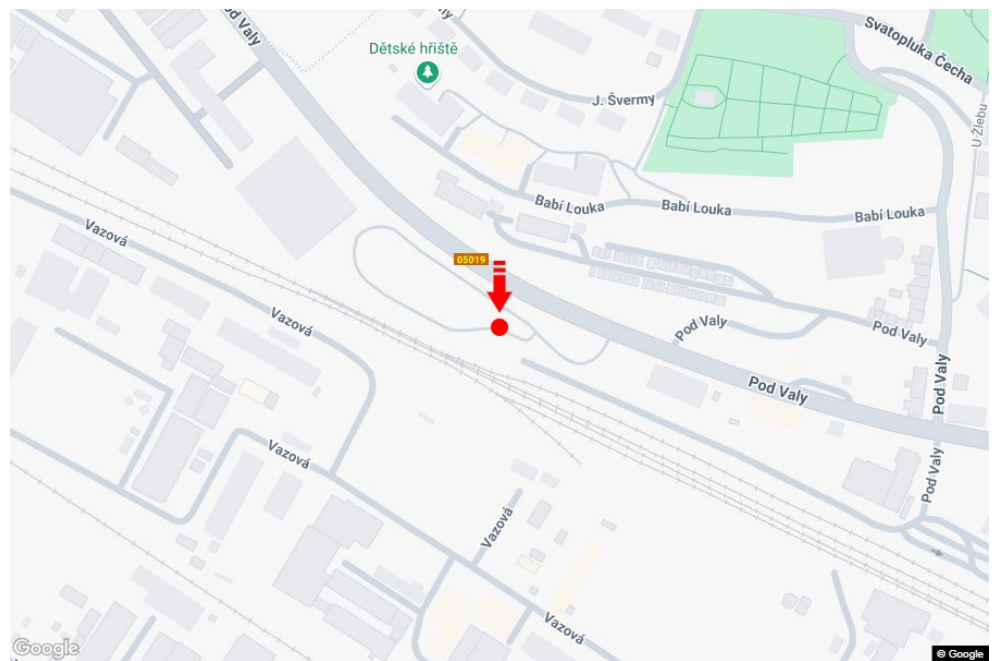 Pod Valy
Svatopluka Čecha
Dětské hřiště
J. Švermy
U Žlebu
Babí Louka
Babí Louka
Babí Louka
Vazová
05019
Vazová
Pod Valy
Pod Valy
Pod Valy
Pod Valy
Vazová
Pod Valy
Vazová
Vazová
Google
© Google